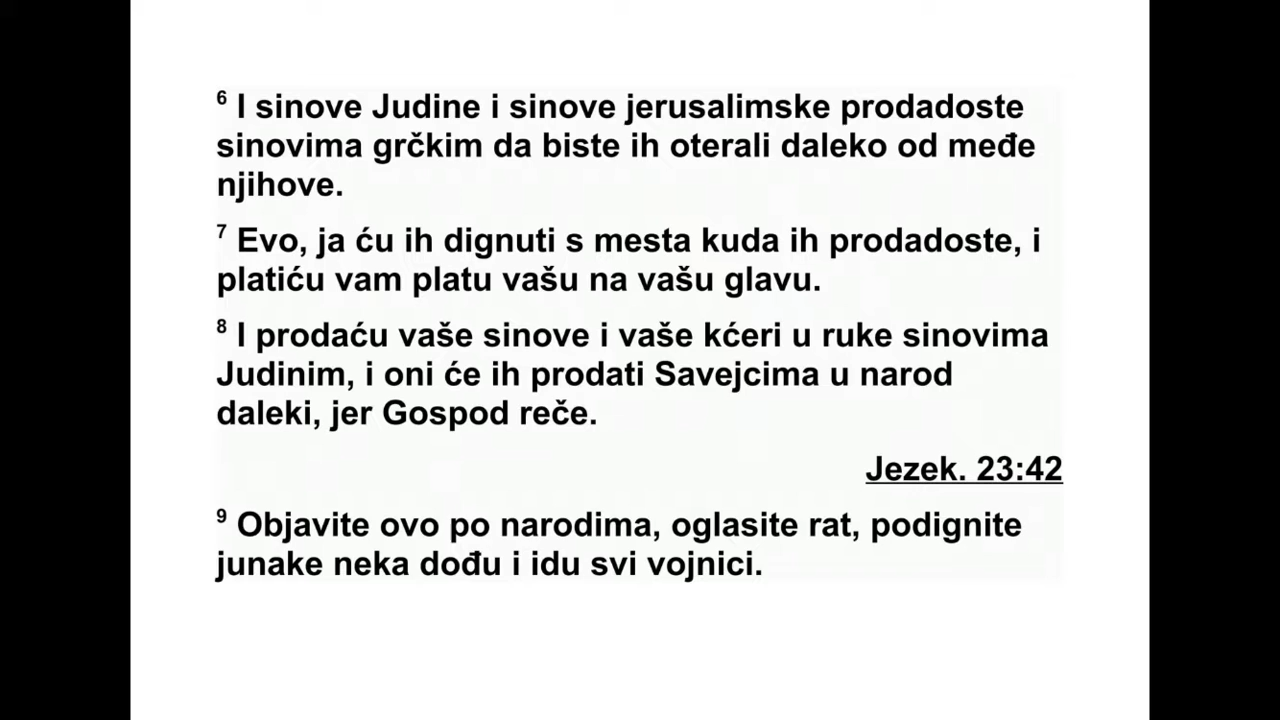 6 I sinove Judine i sinove jerusalimske prodadoste
sinovima grčkim da biste ih oterali daleko od međe
njihove.
7 Evo, ja ću ih dignuti s mesta kuda ih prodadoste, i
platiću vam platu vašu na vašu glavu.
8 I prodaću vaše sinove i vaše kćeri u ruke sinovima
Judinim, i oni će ih prodati Savejcima u narod
daleki, jer Gospod reče.
Jezek. 23:42
9 Objavite ovo po narodima, oglasite rat, podignite
junake neka dođu i idu svi vojnici.